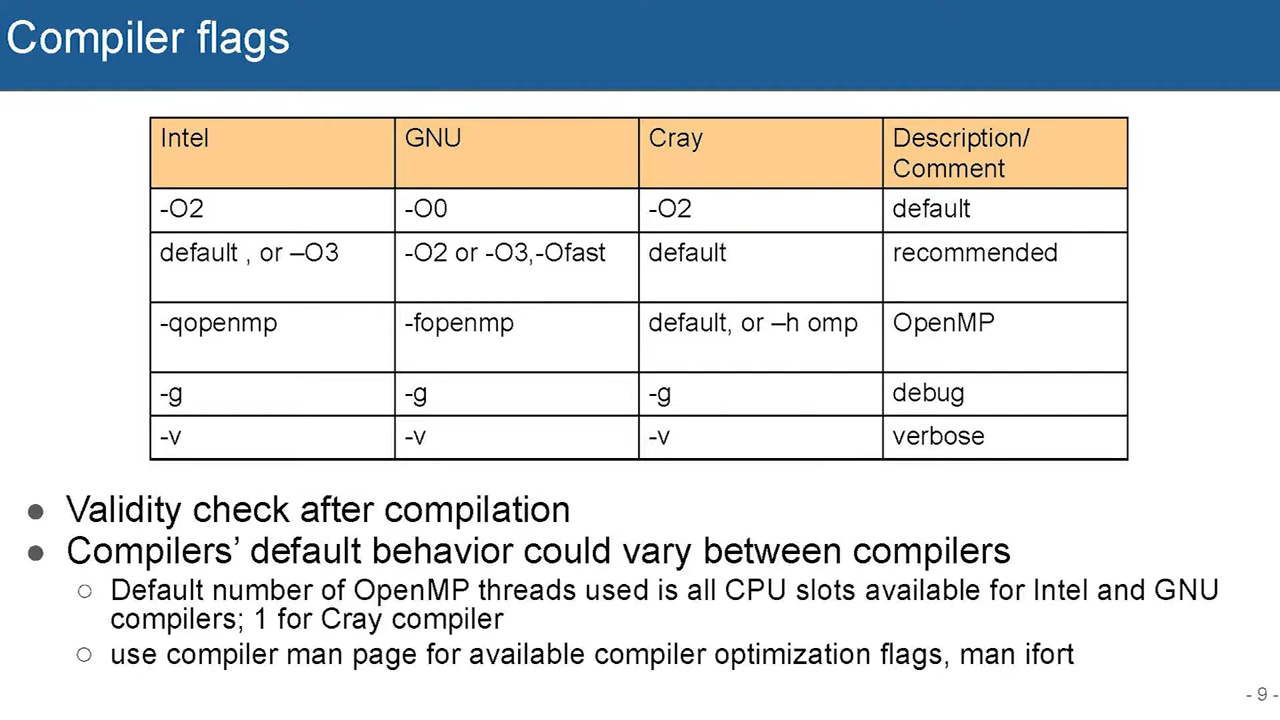 Compiler flags
Intel GNU Cray Description/
Comment
-O2 -O0 -O2 default
default , or –O3 -O2 or -O3,-Ofast default recommended
-qopenmp -fopenmp default, or –h omp OpenMP
-g -g -g debug
-v -v -v verbose
● Validity check after compilation
● Compilers’ default behavior could vary between compilers
○ Default number of OpenMP threads used is all CPU slots available for Intel and GNU
compilers; 1 for Cray compiler
○ use compiler man page for available compiler optimization flags, man ifort
- 9 -